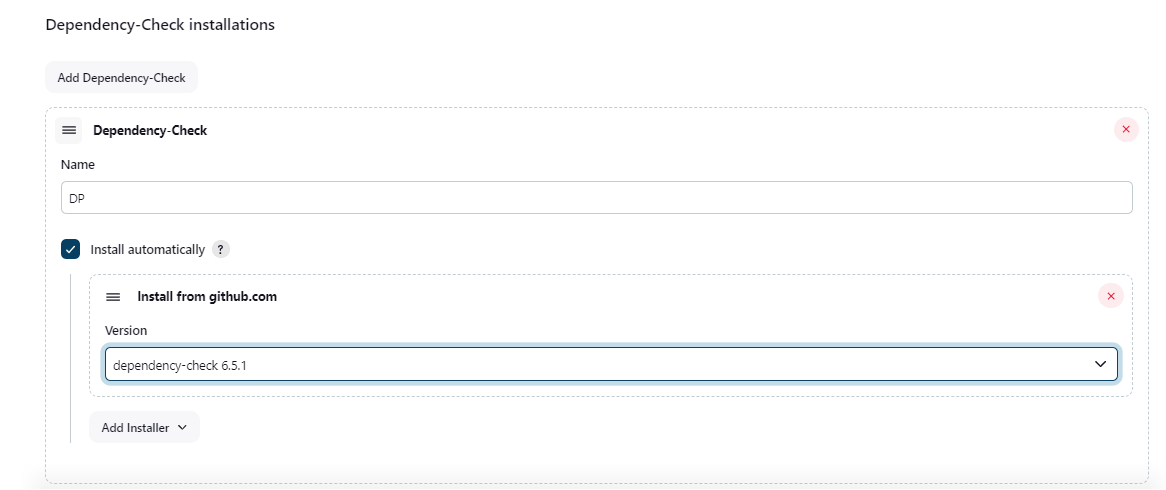 Dependency-Check installations
Add Dependency-Check
Dependency-Check
Name
DP
Install automatically ?
Install from github.com
Version
dependency-check 6.5.1
Add Installer